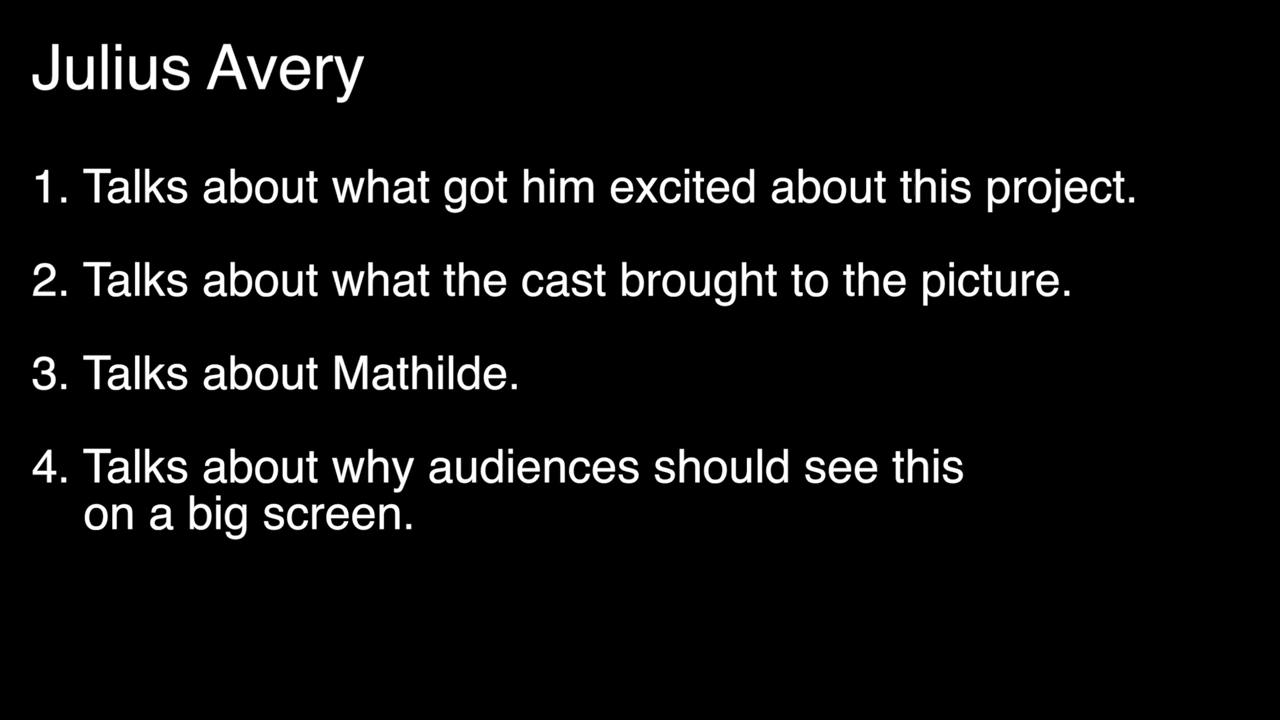 Julius Avery
1. Talks about what got him excited about this project.
2. Talks about what the cast brought to the picture.
3. Talks about Mathilde.
4. Talks about why audiences should see this
on a big screen.